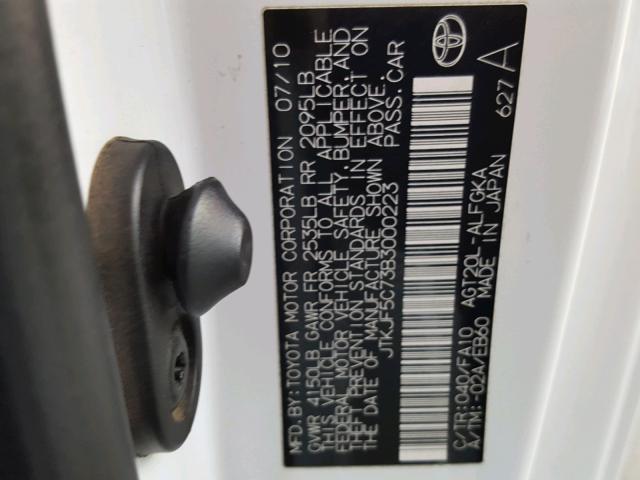 MFD. BY: TOYOTA MOTOR CORPORATION 07/10
GVWR 4150LB GAWR FR 2535LB RR 2095LB
THIS VEHICLE CONFORMS TO ALL APPLICABLE
FEDERAL MOTOR VEHICLE SAFETY, BUMPER, AND
THEFT PREVENTION STANDARDS IN EFFECT ON
THE DATE OF MANUFACTURE SHOWN ABOVE.
JTKJF5C73B3000223 PASS. CAR
C/TR: 040/FA10 AGT20L-ALFGKA
A/TM: -02A/EB60 MADE IN JAPAN 627 A